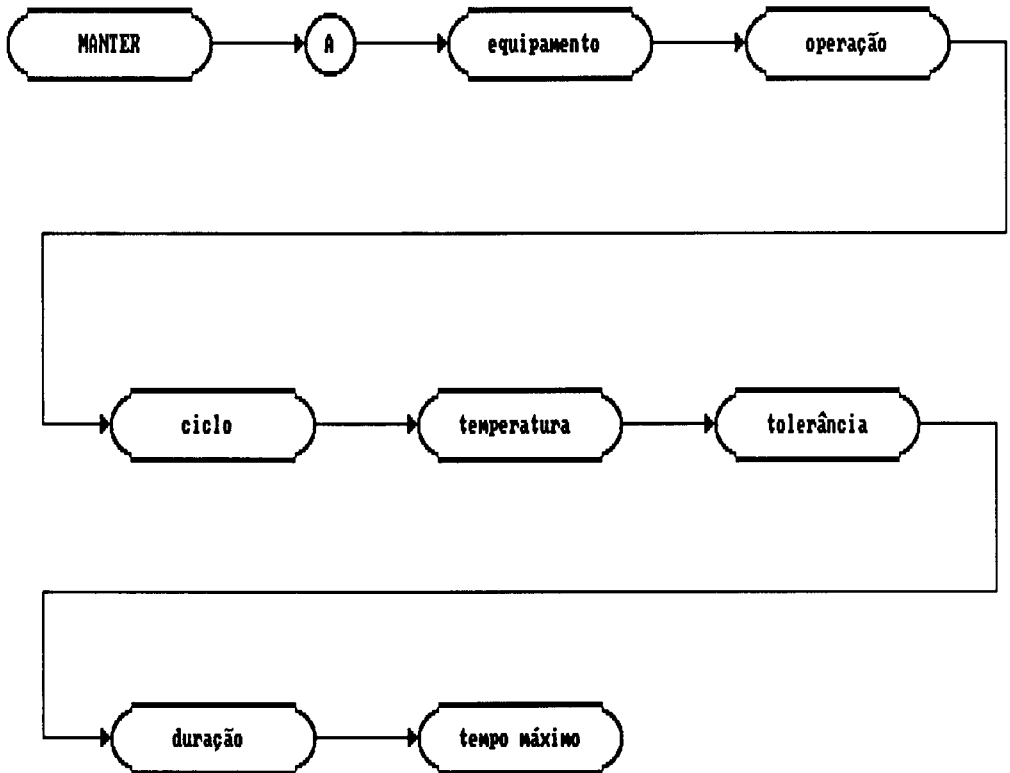 MANTER A equipamento operação
ciclo temperatura tolerância
duração tempo máximo